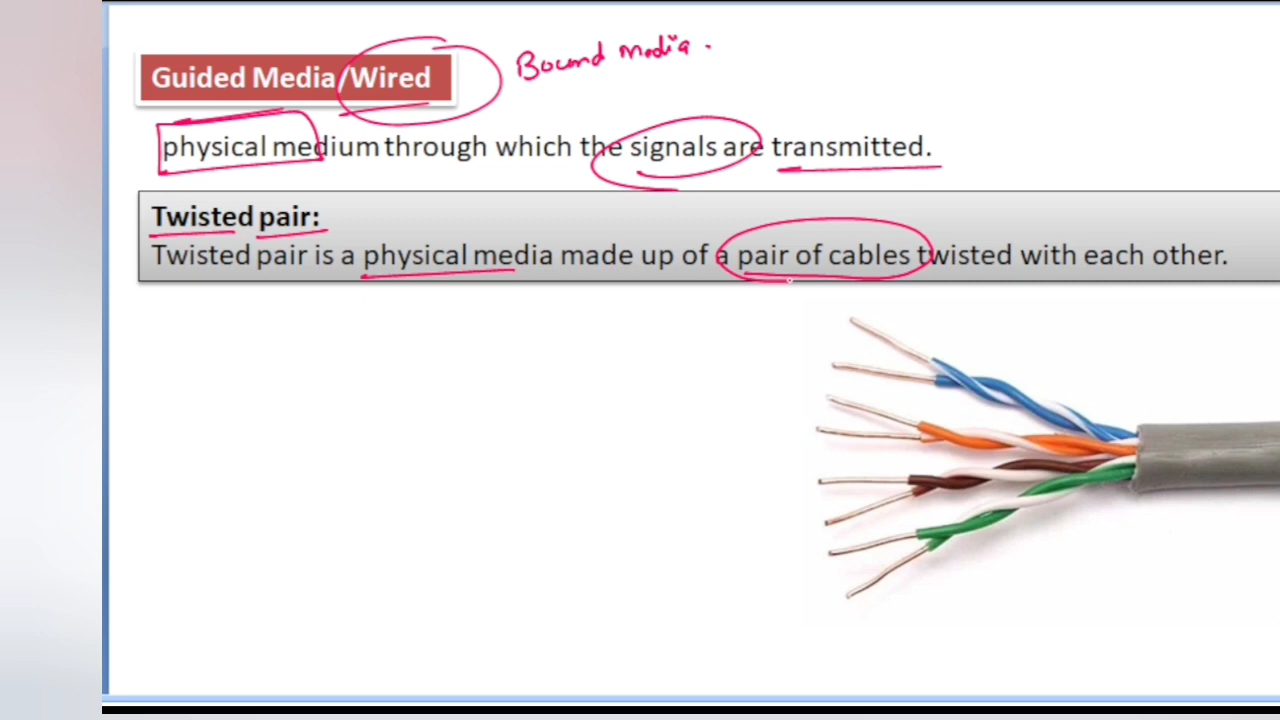 Guided Media/Wired
Bound media.
physical medium through which the signals are transmitted.
Twisted pair:
Twisted pair is a physical media made up of a pair of cables twisted with each other.